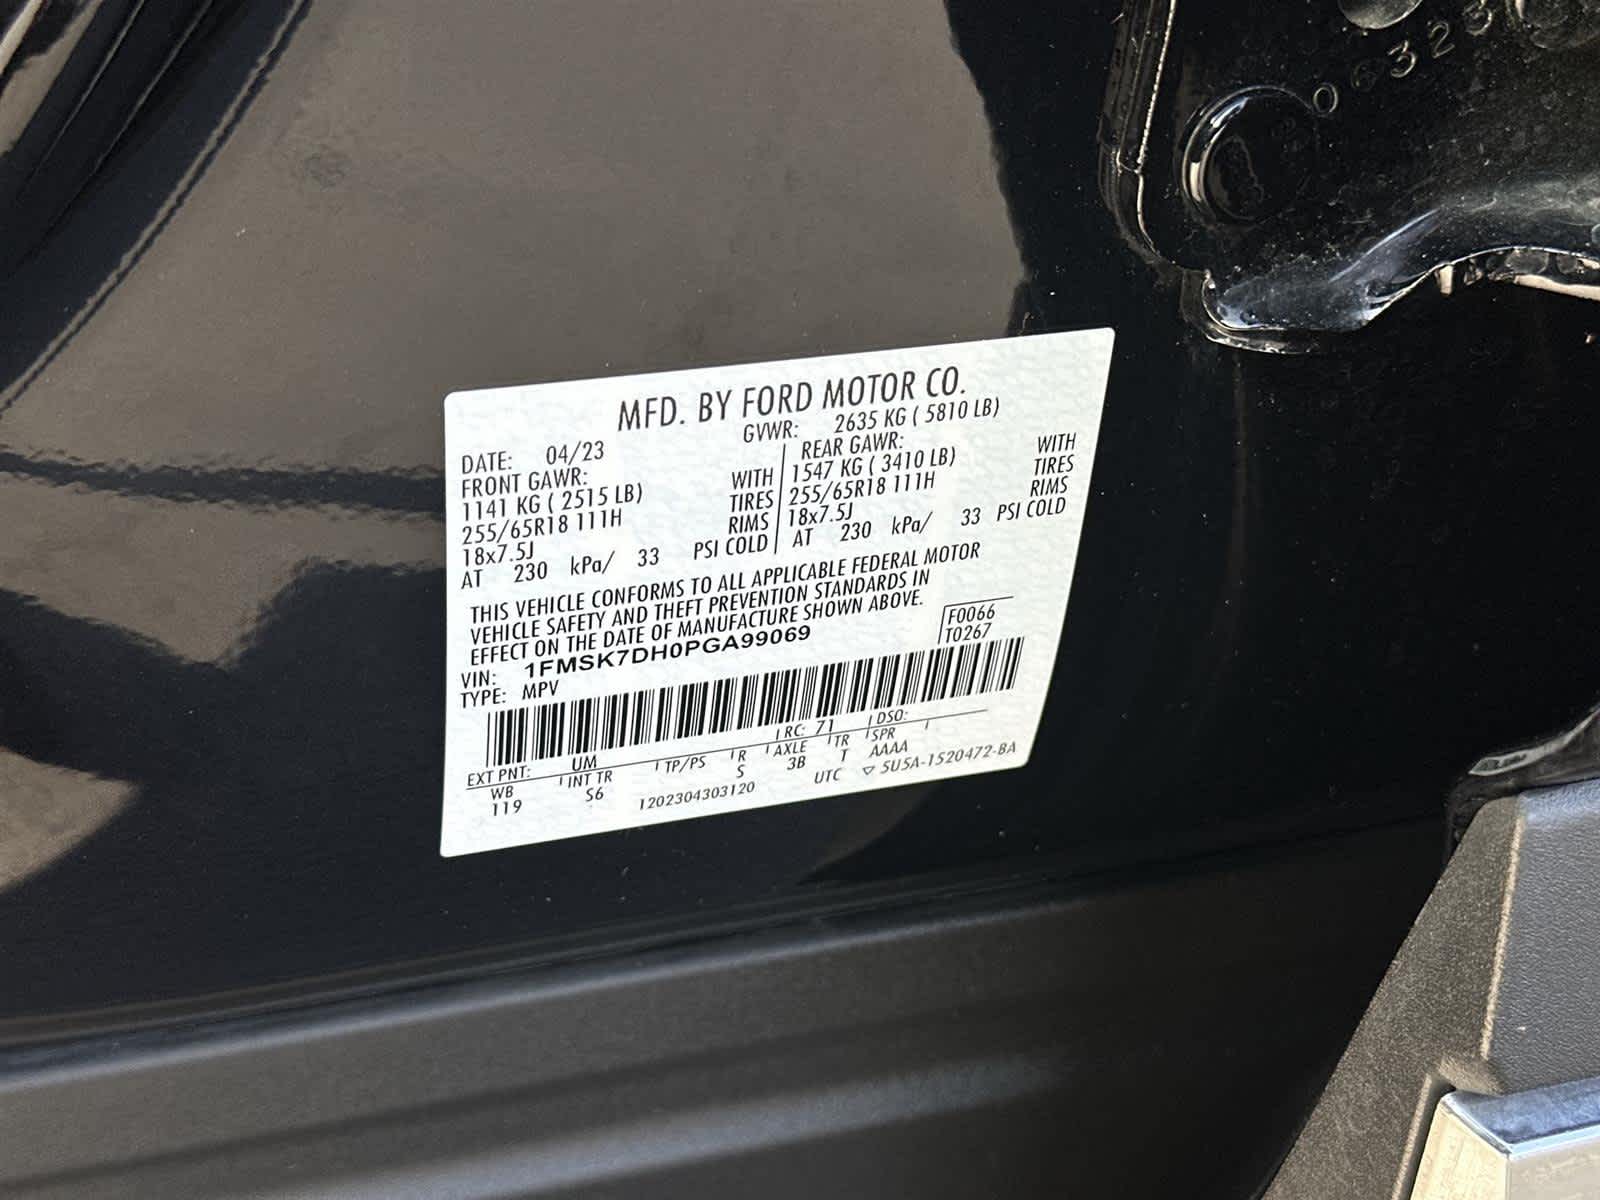 06323
MFD. BY FORD MOTOR CO.
DATE: 04/23 GVWR: 2635 KG ( 5810 LB)
FRONT GAWR: WITH REAR GAWR: WITH
1141 KG ( 2515 LB) TIRES 1547 KG ( 3410 LB) TIRES
255/65R18 111H RIMS 255/65R18 111H RIMS
18x7.5J 18x7.5J
AT 230 kPa/ 33 PSI COLD AT 230 kPa/ 33 PSI COLD
THIS VEHICLE CONFORMS TO ALL APPLICABLE FEDERAL MOTOR
VEHICLE SAFETY AND THEFT PREVENTION STANDARDS IN
EFFECT ON THE DATE OF MANUFACTURE SHOWN ABOVE.
VIN: 1FMSK7DH0PGA99069 F0066
TYPE: MPV T0267
EXT PNT: UM RC: 71 DSO:
WB INT TR TP/PS R AXLE TR SPR
119 S6 S 3B T AAAA
1202304303120 UTC ▽ 5U5A-1520472-BA